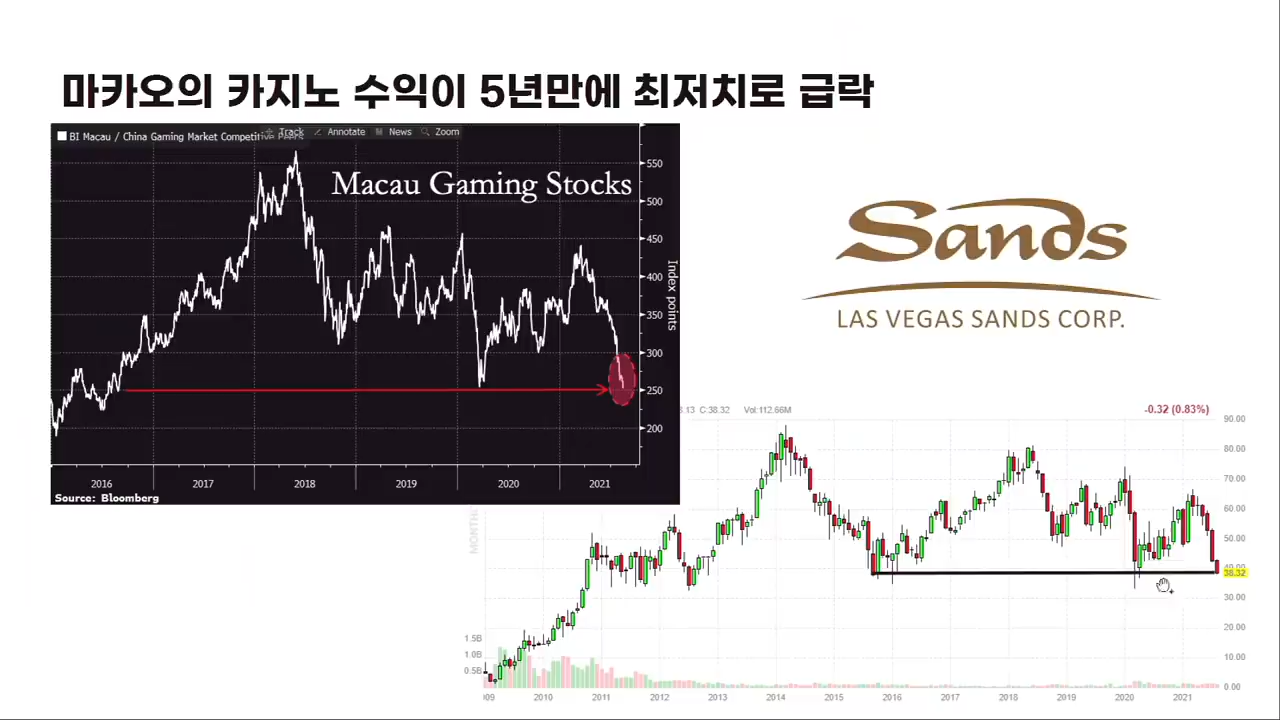 마카오의 카지노 수익이 5년만에 최저치로 급락
BI Macau / China Gaming Market Competitive Peers
Track Annotate News Zoom
Macau Gaming Stocks
550
500
450
400
350
300
250
200
Index points
2016 2017 2018 2019 2020 2021
Source: Bloomberg
Sands
LAS VEGAS SANDS CORP.
C:38.32 Vol:112.66M
-0.32 (0.83%)
90.00
80.00
70.00
60.00
50.00
40.00
38.32
30.00
20.00
10.00
0.00
1.5B
1.0B
0.5B
2010 2011 2012 2013 2014 2015 2016 2017 2018 2019 2020 2021